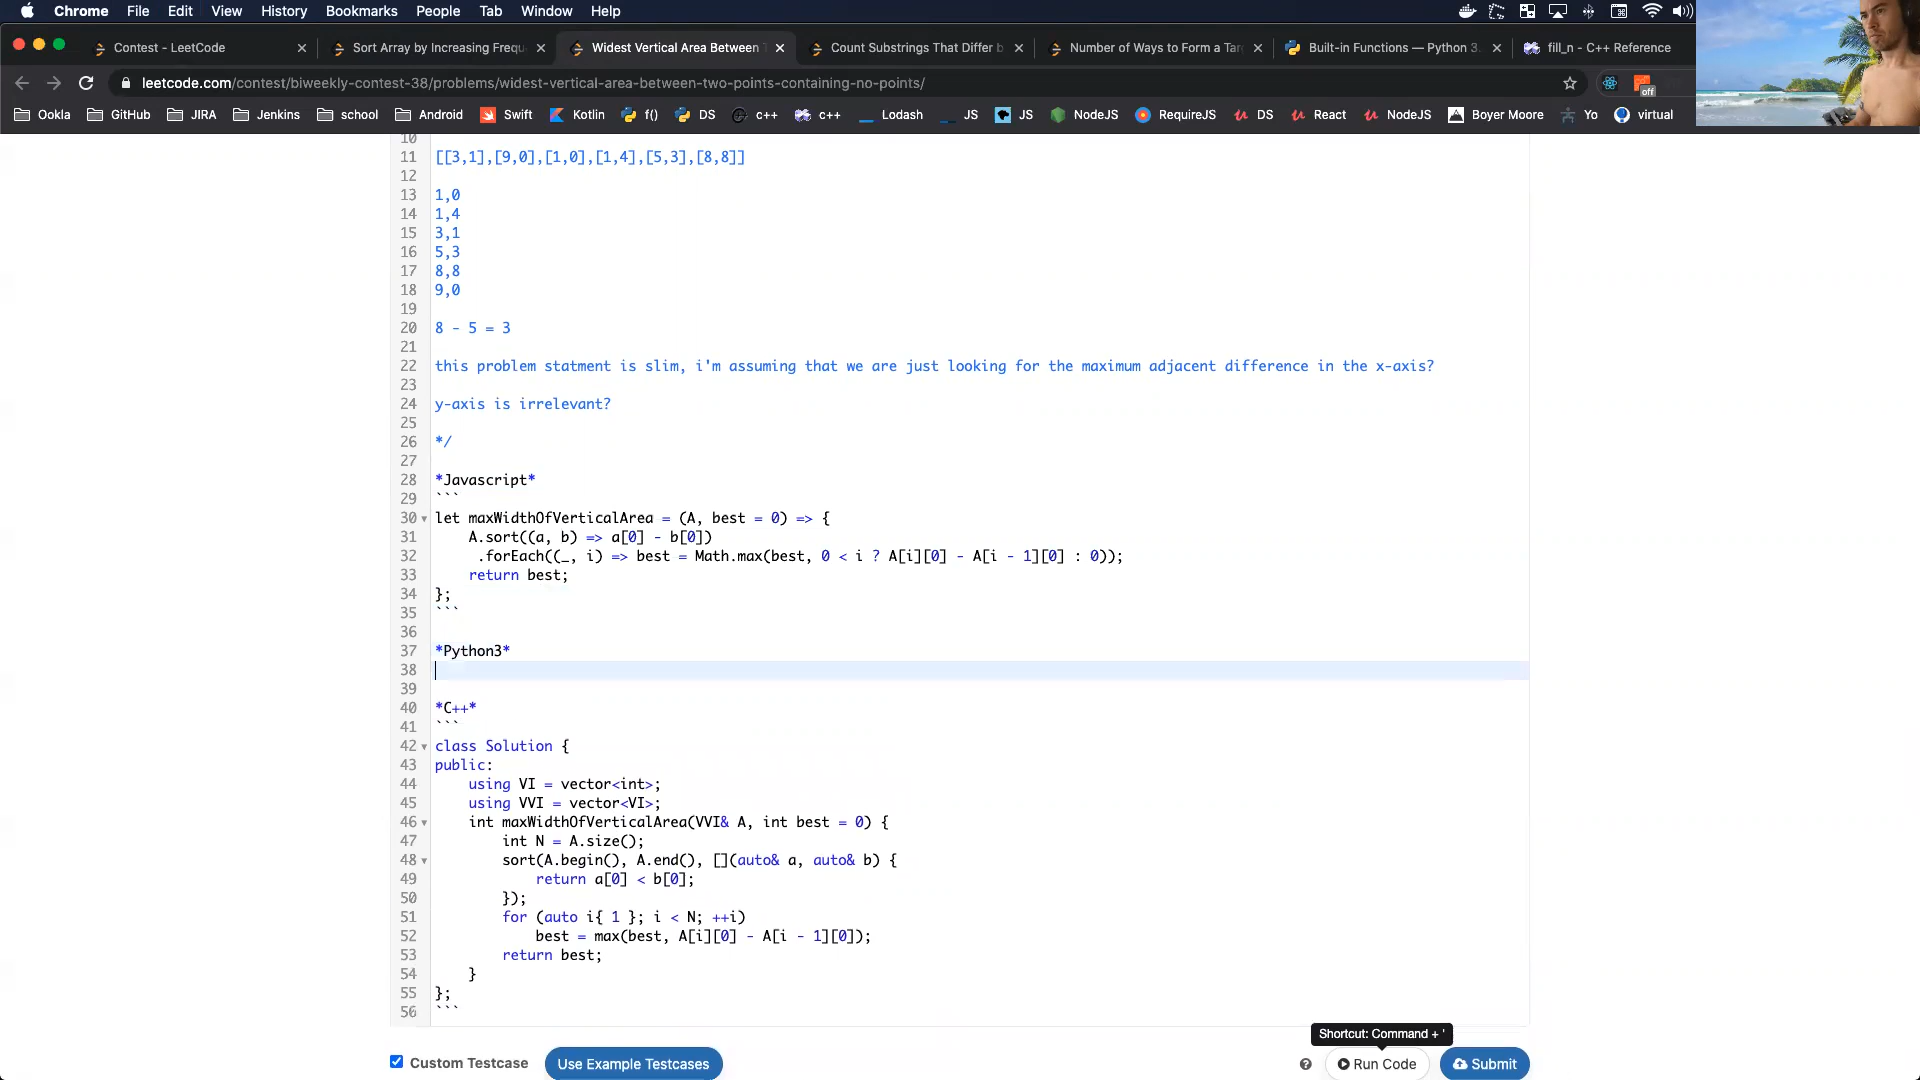 Chrome File Edit View History Bookmarks People Tab Window Help
Contest - LeetCode
Sort Array by Increasing Frequ
Widest Vertical Area Between T
Count Substrings That Differ b
Number of Ways to Form a Tar
Built-in Functions — Python 3.
fill_n - C++ Reference
leetcode.com/contest/biweekly-contest-38/problems/widest-vertical-area-between-two-points-containing-no-points/
off
Ookla GitHub JIRA Jenkins school Android Swift Kotlin f() DS c++ c++ Lodash JS JS NodeJS RequireJS DS React NodeJS Boyer Moore Yo virtual
10
11 [[3,1],[9,0],[1,0],[1,4],[5,3],[8,8]]
12
13 1,0
14 1,4
15 3,1
16 5,3
17 8,8
18 9,0
19
20 8 - 5 = 3
21
22 this problem statment is slim, i'm assuming that we are just looking for the maximum adjacent difference in the x-axis?
23
24 y-axis is irrelevant?
25
26 */
27
28 *Javascript*
29 ```
30 let maxWidthOfVerticalArea = (A, best = 0) => {
31 A.sort((a, b) => a[0] - b[0])
32 .forEach((_, i) => best = Math.max(best, 0 < i ? A[i][0] - A[i - 1][0] : 0));
33 return best;
34 };
35 ```
36
37 *Python3*
38
39
40 *C++*
41 ```
42 class Solution {
43 public:
44 using VI = vector<int>;
45 using VVI = vector<VI>;
46 int maxWidthOfVerticalArea(VVI& A, int best = 0) {
47 int N = A.size();
48 sort(A.begin(), A.end(), [](auto& a, auto& b) {
49 return a[0] < b[0];
50 });
51 for (auto i{ 1 }; i < N; ++i)
52 best = max(best, A[i][0] - A[i - 1][0]);
53 return best;
54 }
55 };
56 ```
Shortcut: Command + '
Custom Testcase Use Example Testcases ? Run Code Submit